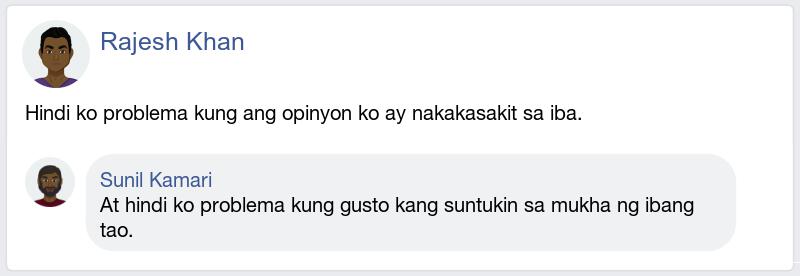 Rajesh Khan
Hindi ko problema kung ang opinyon ko ay nakakasakit sa iba.
Sunil Kamari
At hindi ko problema kung gusto kang suntukin sa mukha ng ibang
tao.